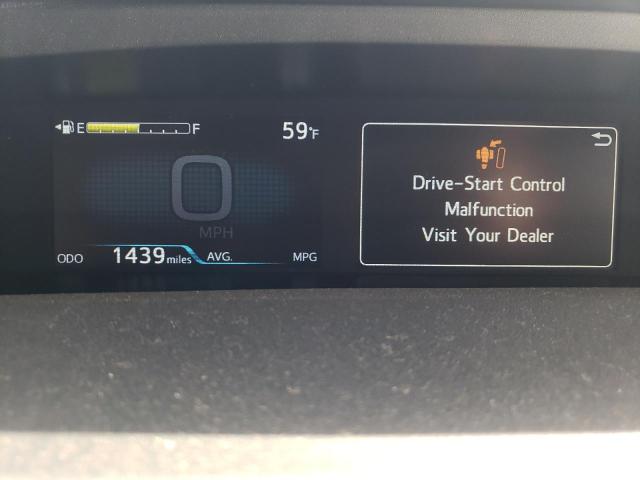 E F 59°F
0
MPH
ODO 1439 miles AVG. MPG
Drive-Start Control
Malfunction
Visit Your Dealer